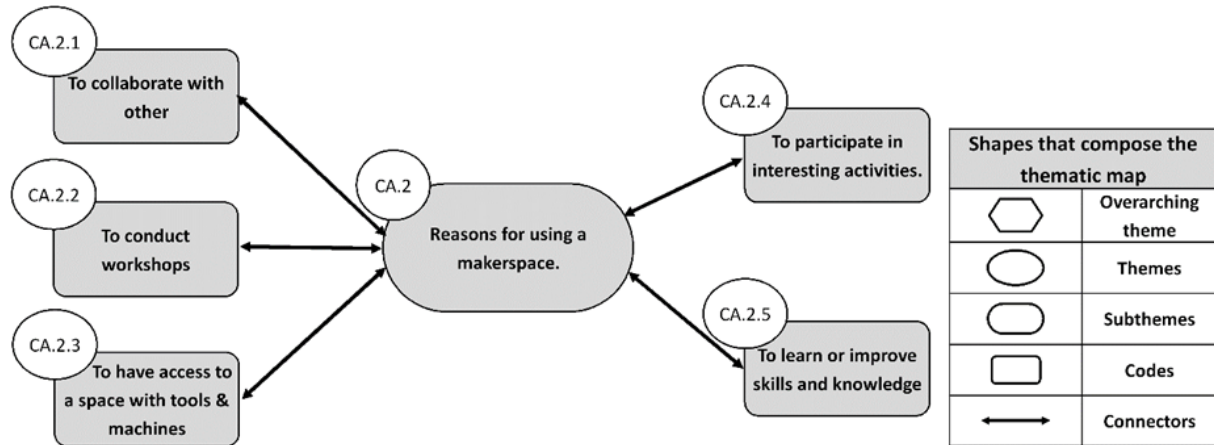 CA.2.1
To collaborate with
other
CA.2.2
To conduct
workshops
CA.2.3
To have access to
a space with tools &
machines
CA.2
Reasons for using a
makerspace.
CA.2.4
To participate in
interesting activities.
CA.2.5
To learn or improve
skills and knowledge
Shapes that compose the
thematic map
Overarching
theme
Themes
Subthemes
Codes
Connectors